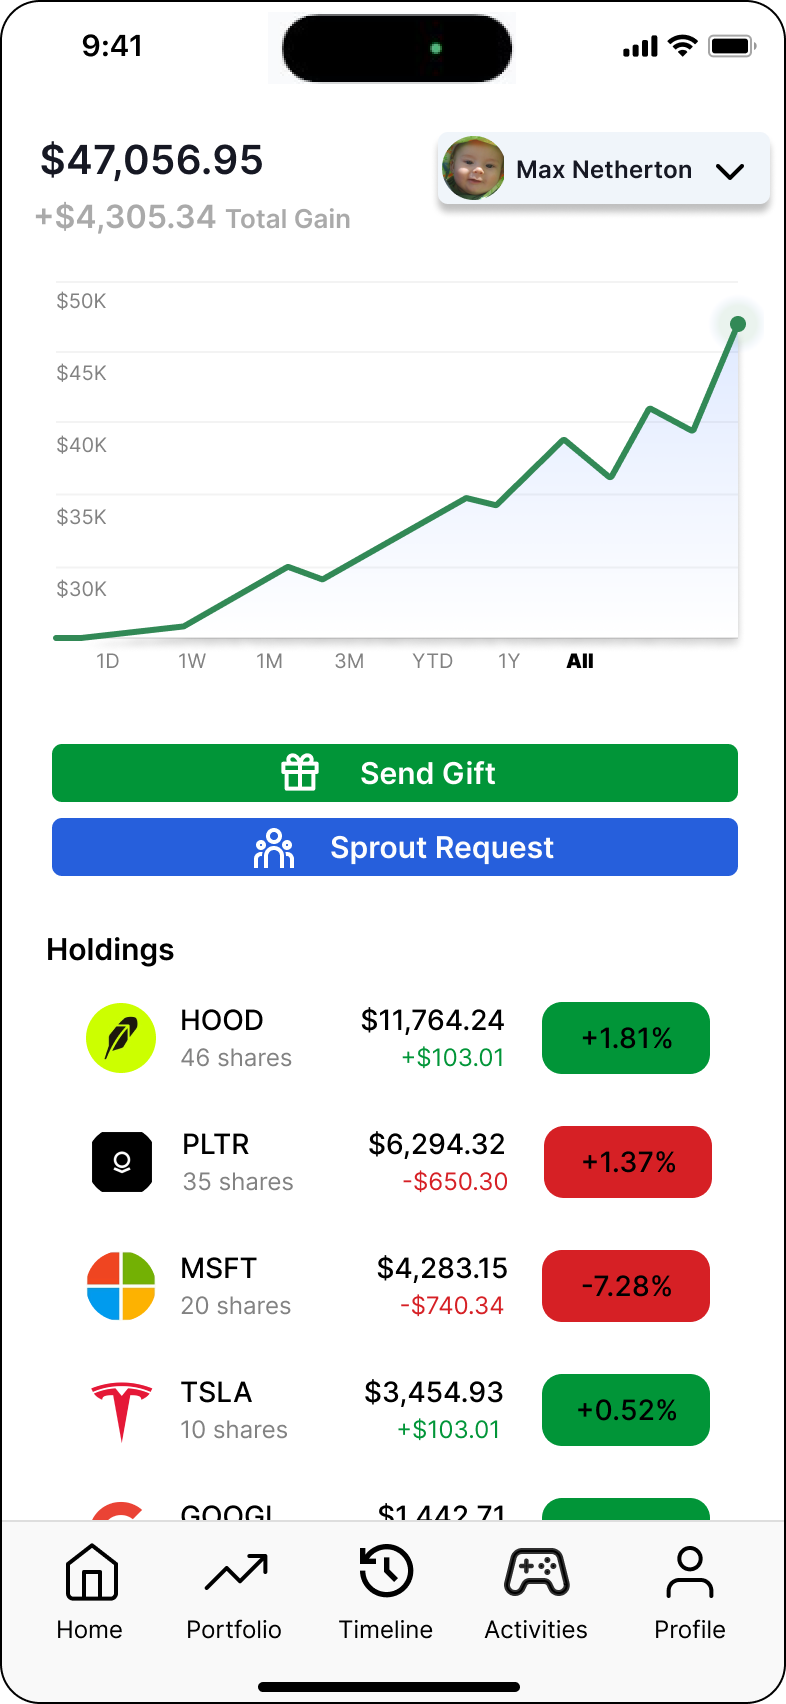 9:41
$47,056.95
Max Netherton
+$4,305.34 Total Gain
$50K
$45K
$40K
$35K
$30K
1D 1W 1M 3M YTD 1Y All
Send Gift
Sprout Request
Holdings
HOOD $11,764.24 +1.81%
46 shares +$103.01
PLTR $6,294.32 +1.37%
35 shares -$650.30
MSFT $4,283.15 -7.28%
20 shares -$740.34
TSLA $3,454.93 +0.52%
10 shares +$103.01
GOOGL $1,442.71
Home Portfolio Timeline Activities Profile